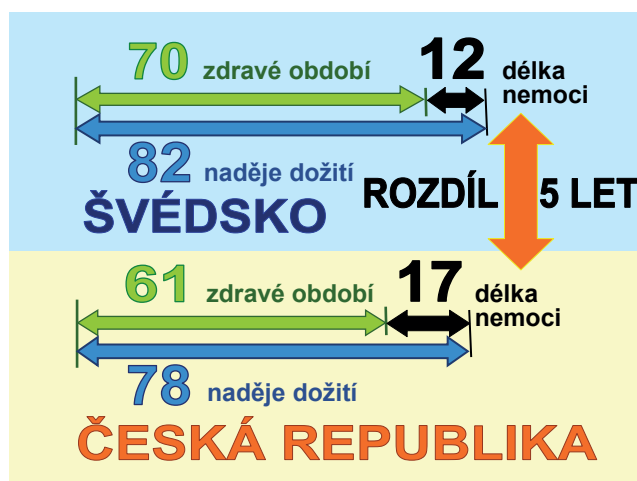 70 zdravé období 12 délka
nemoci
82 naděje dožití
ŠVÉDSKO ROZDÍL 5 LET
61 zdravé období 17 délka
nemoci
78 naděje dožití
ČESKÁ REPUBLIKA